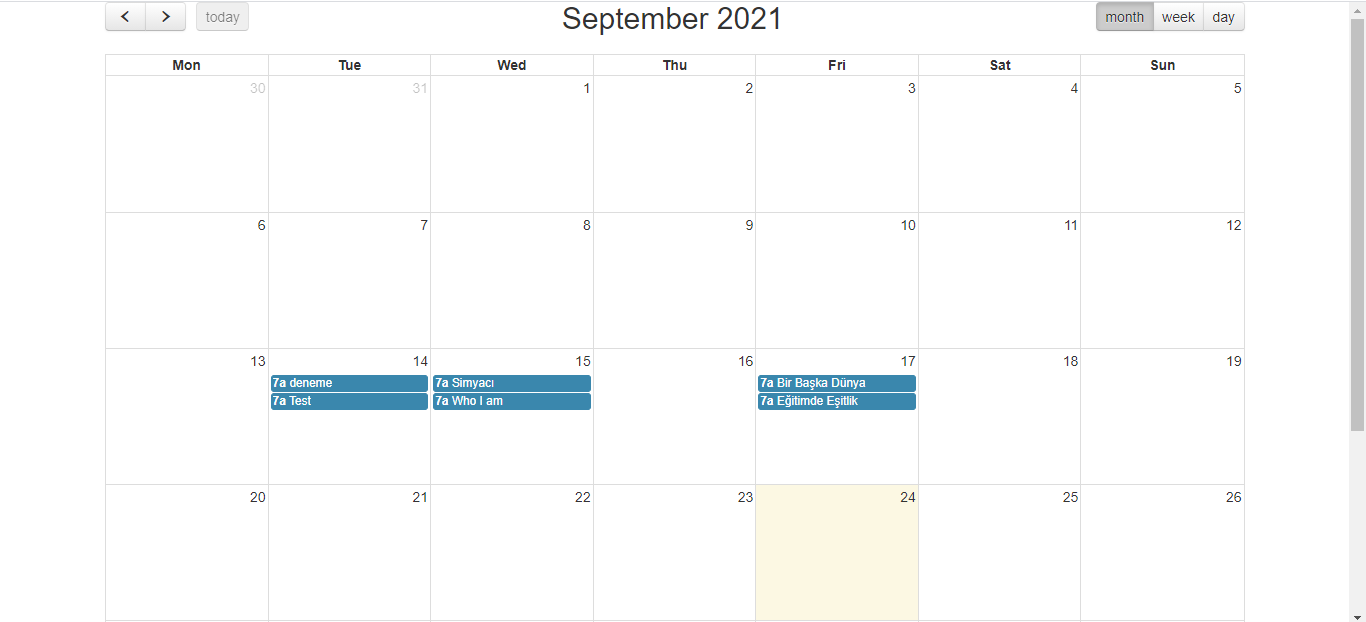 today
September 2021
month week day
Mon Tue Wed Thu Fri Sat Sun
30 31 1 2 3 4 5
6 7 8 9 10 11 12
13 14 15 16 17 18 19
7a deneme 7a Simyacı 7a Bir Başka Dünya
7a Test 7a Who I am 7a Eğitimde Eşitlik
20 21 22 23 24 25 26